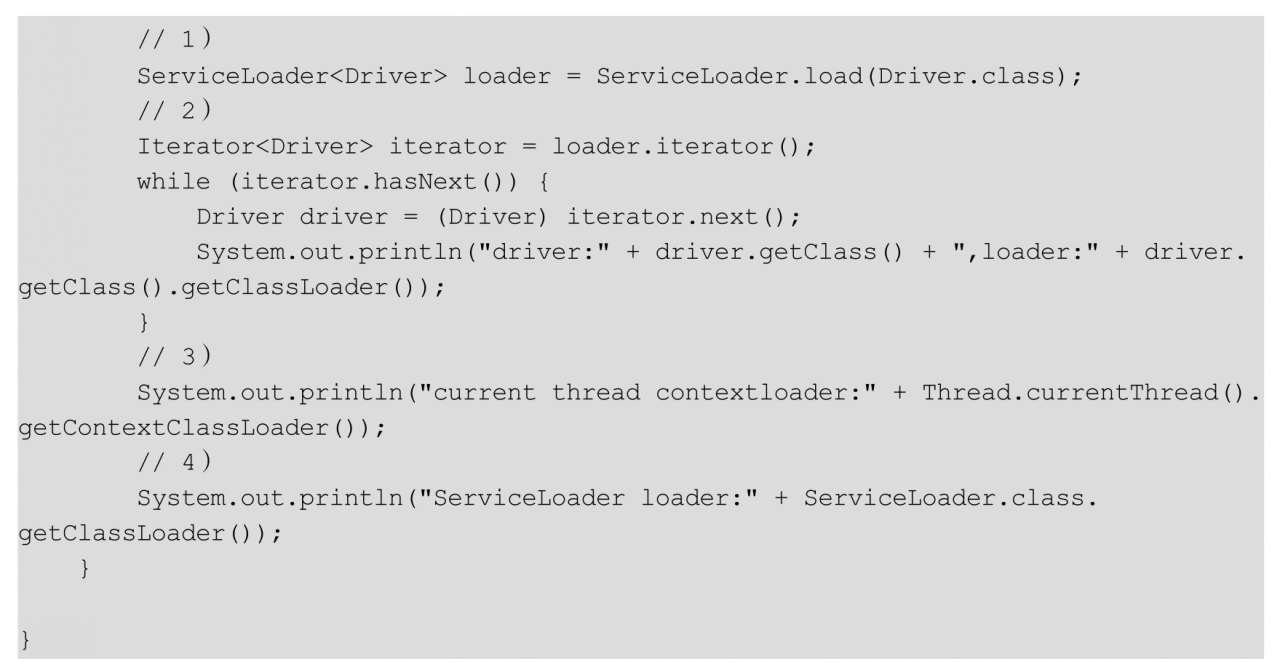 // 1）
ServiceLoader<Driver> loader = ServiceLoader.load(Driver.class);
// 2）
Iterator<Driver> iterator = loader.iterator();
while (iterator.hasNext()) {
Driver driver = (Driver) iterator.next();
System.out.println("driver:" + driver.getClass() + ",loader:" + driver.
getClass().getClassLoader());
}
// 3）
System.out.println("current thread contextloader:" + Thread.currentThread().
getContextClassLoader());
// 4）
System.out.println("ServiceLoader loader:" + ServiceLoader.class.
getClassLoader());
}
}